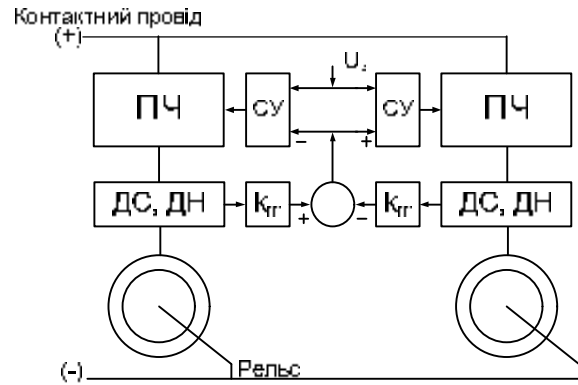 Контактний провід
(+)
U
ПЧ
СУ
СУ
ПЧ
− +
ДС, ДН
k
+ −
k
ДС, ДН
(-)
Рельс